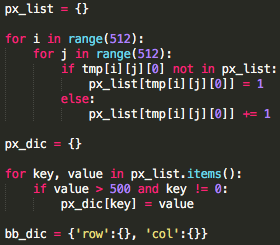 px_list = {}
for i in range(512):
    for j in range(512):
        if tmp[i][j][0] not in px_list:
            px_list[tmp[i][j][0]] = 1
        else:
            px_list[tmp[i][j][0]] += 1
px_dic = {}
for key, value in px_list.items():
    if value > 500 and key != 0:
        px_dic[key] = value
bb_dic = {'row':{}, 'col':{}}